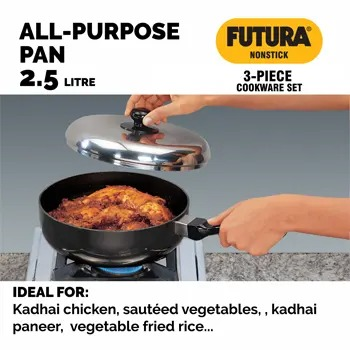 ALL-PURPOSE
PAN
2.5 LITRE
FUTURA®
NONSTICK
3-PIECE
COOKWARE SET
IDEAL FOR:
Kadhai chicken, sautéed vegetables, , kadhai
paneer,  vegetable fried rice...